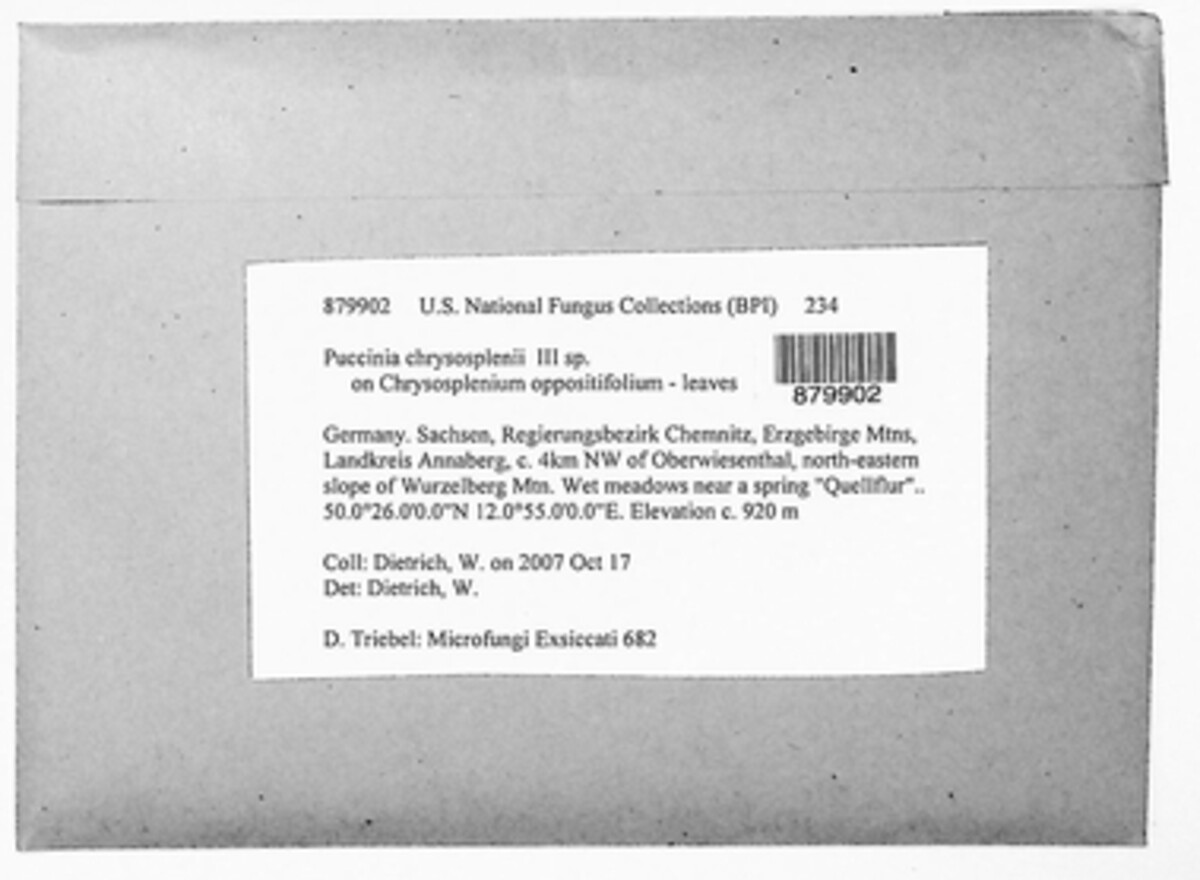 879902 U.S. National Fungus Collections (BPI) 234
Puccinia chrysosplenii III sp.
on Chrysosplenium oppositifolium - leaves
879902
Germany. Sachsen, Regierungsbezirk Chemnitz, Erzgebirge Mtns,
Landkreis Annaberg, c. 4km NW of Oberwiesenthal, north-eastern
slope of Wurzelberg Mtn. Wet meadows near a spring "Quellflur"..
50.0°26.0'0.0"N 12.0°55.0'0.0"E. Elevation c. 920 m
Coll: Dietrich, W. on 2007 Oct 17
Det: Dietrich, W.
D. Triebel: Microfungi Exsiccati 682